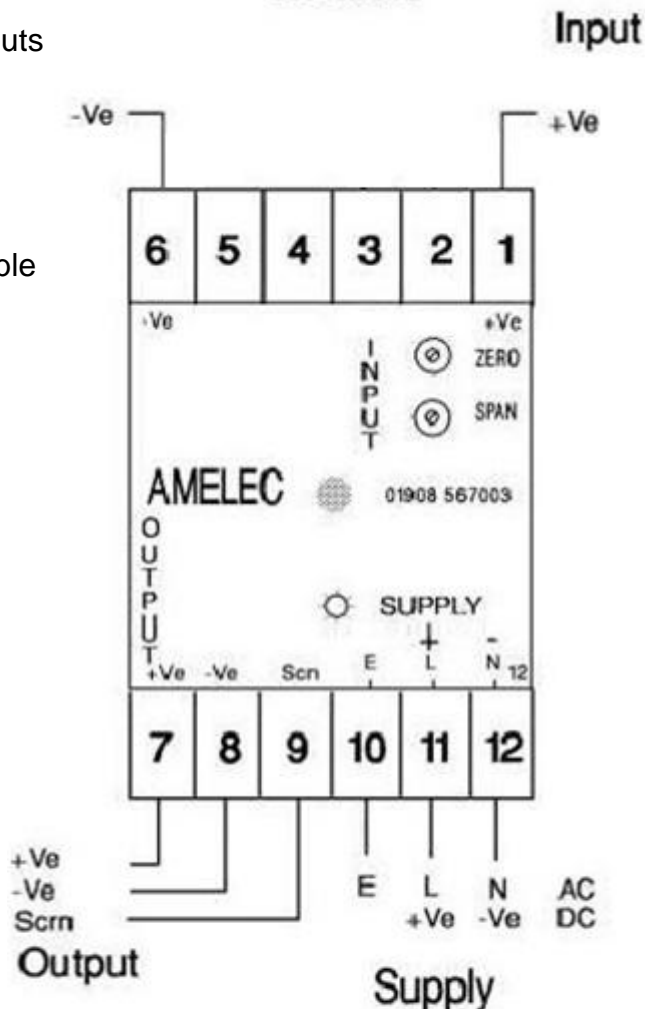 uts
Input
-Ve
+Ve
ple
6 5 4 3 2 1
-Ve
+Ve
INPUT
ZERO
SPAN
AMELEC
01908 567003
OUTPUT
SUPPLY
+ -
+Ve -Ve Scn E L N 12
7 8 9 10 11 12
+Ve
-Ve
Scrn
Output
E L N AC
+Ve -Ve DC
Supply